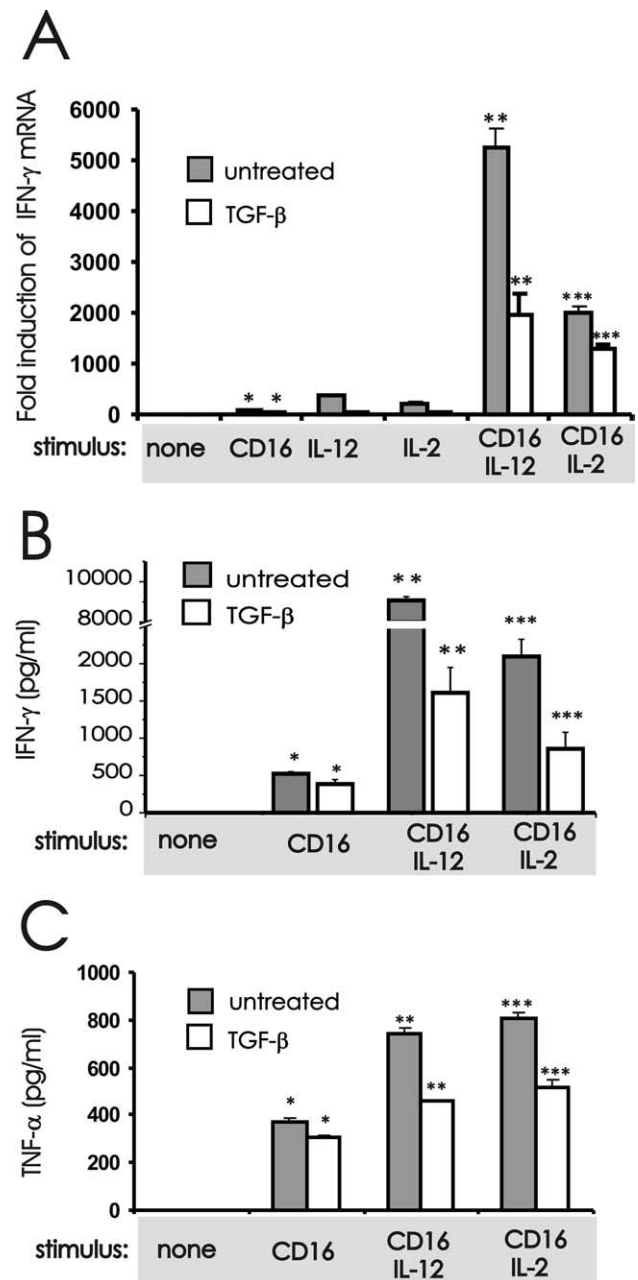 A
Fold induction of IFN-γ mRNA
6000
5000
4000
3000
2000
1000
0
untreated
TGF-β
* *
**
**
***
***
stimulus: none CD16 IL-12 IL-2 CD16 CD16
IL-12 IL-2
B
IFN-γ (pg/ml)
10000
8000
2000
1500
1000
500
0
untreated
TGF-β
*
*
**
**
***
***
stimulus: none CD16 CD16 CD16
IL-12 IL-2
C
TNF-α (pg/ml)
1000
800
600
400
200
0
untreated
TGF-β
*
*
**
**
***
***
stimulus: none CD16 CD16 CD16
IL-12 IL-2